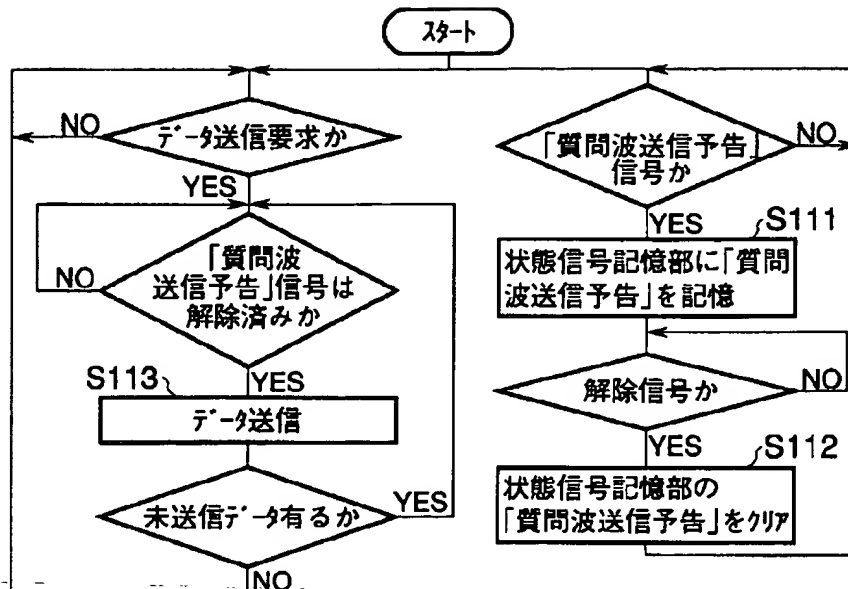 スタート
データ送信要求か
NO
YES
「質問波
送信予告」信号は
解除済みか
NO
YES
S113
データ送信
未送信データ有るか
YES
NO
「質問波送信予告」
信号か
NO
YES
S111
状態信号記憶部に「質問
波送信予告」を記憶
解除信号か
NO
YES
S112
状態信号記憶部の
「質問波送信予告」をクリア